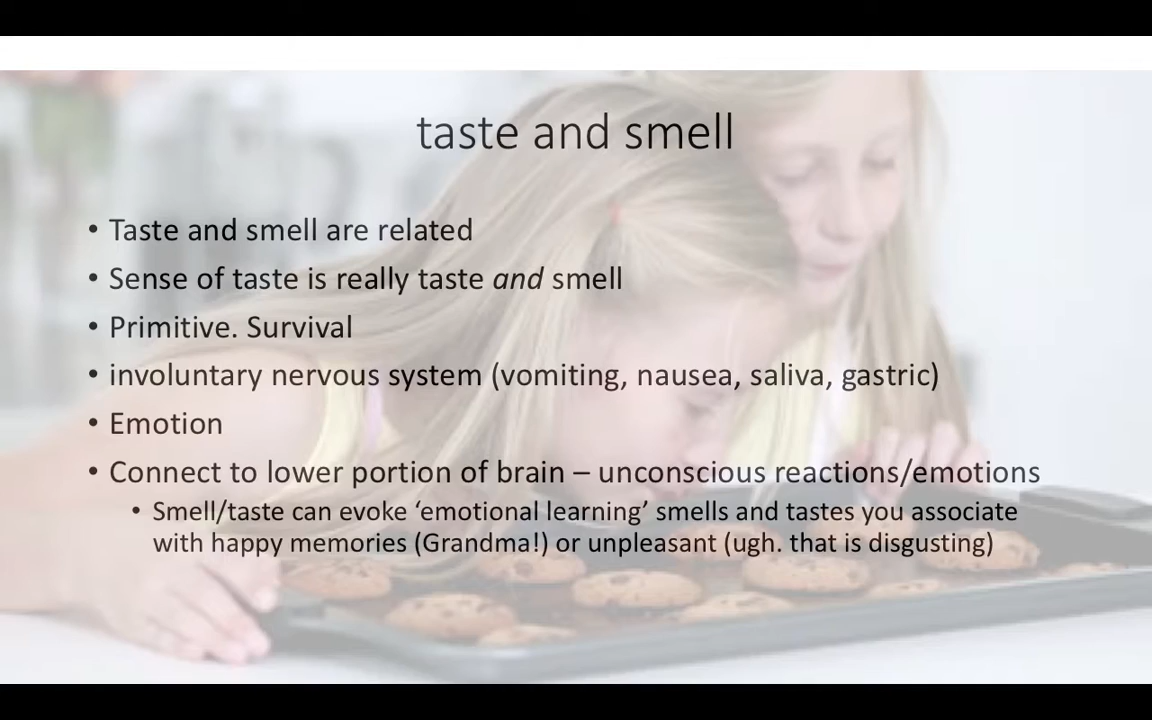 taste and smell
• Taste and smell are related
• Sense of taste is really taste and smell
• Primitive. Survival
• involuntary nervous system (vomiting, nausea, saliva, gastric)
• Emotion
• Connect to lower portion of brain – unconscious reactions/emotions
• Smell/taste can evoke ‘emotional learning’ smells and tastes you associate
with happy memories (Grandma!) or unpleasant (ugh. that is disgusting)